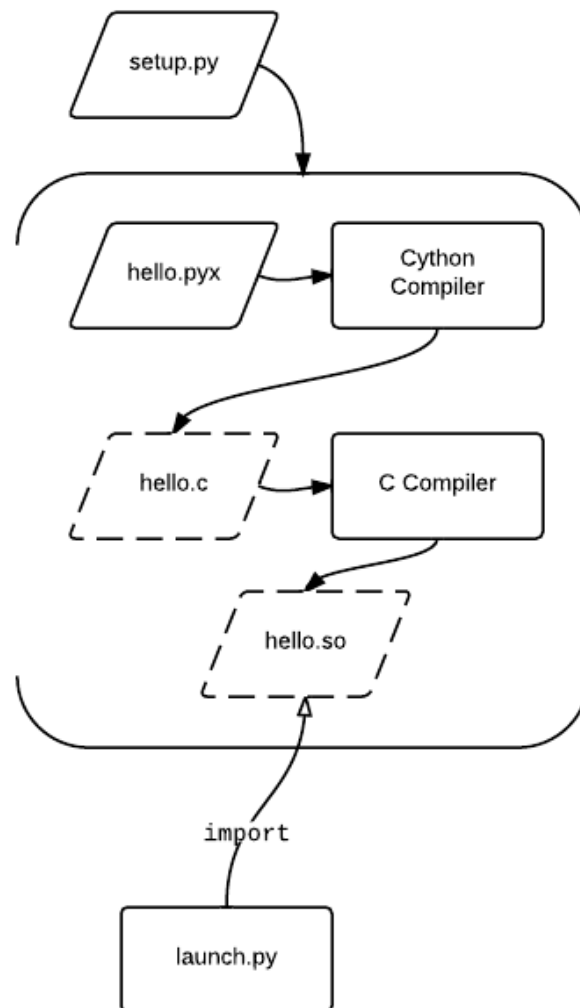 setup.py
hello.pyx
Cython
Compiler
hello.c
C Compiler
hello.so
import
launch.py